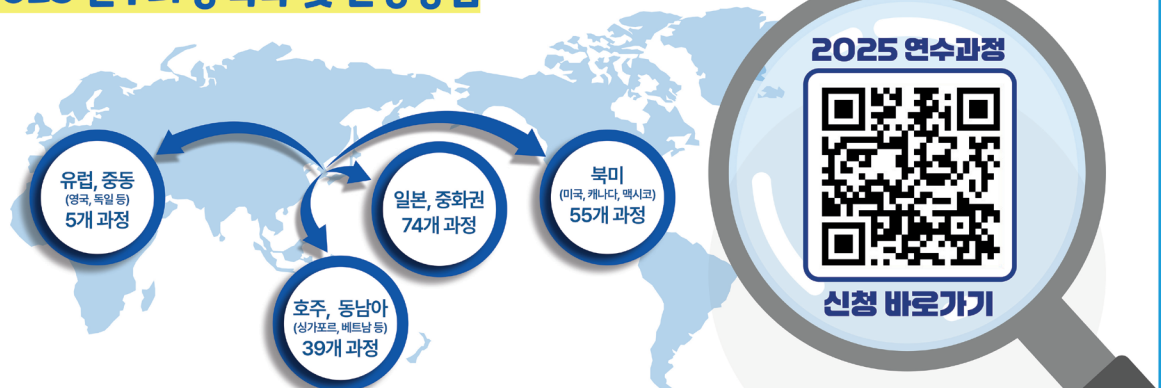 유럽, 중동
(영국, 독일 등)
5개 과정
일본, 중화권
74개 과정
북미
(미국, 캐나다, 맥시코)
55개 과정
호주, 동남아
(싱가포르, 베트남 등)
39개 과정
2025 연수과정
신청 바로가기